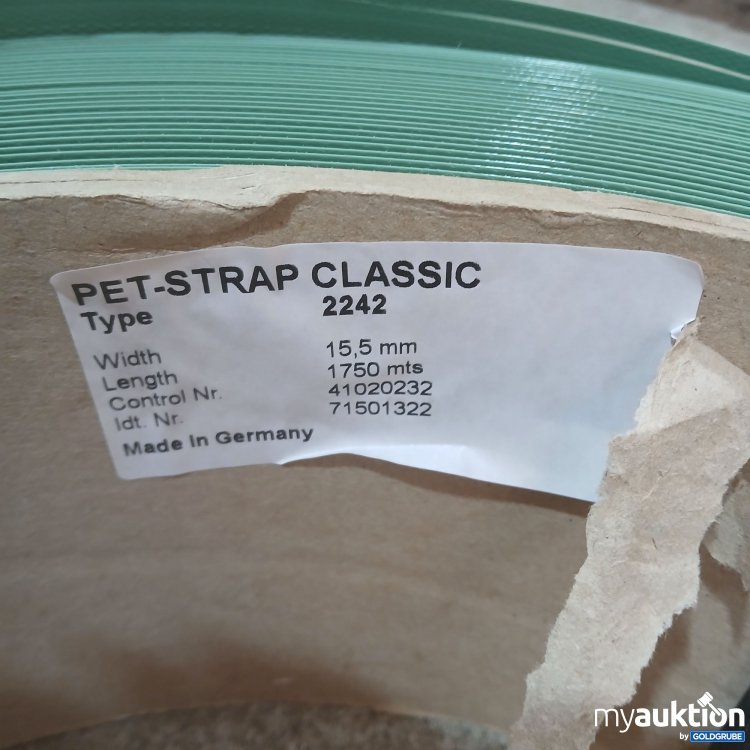 PET-STRAP CLASSIC
Type 2242
Width 15,5 mm
Length 1750 mts
Control Nr. 41020232
Idt. Nr. 71501322
Made In Germany
myauktion
by GOLDGRUBE